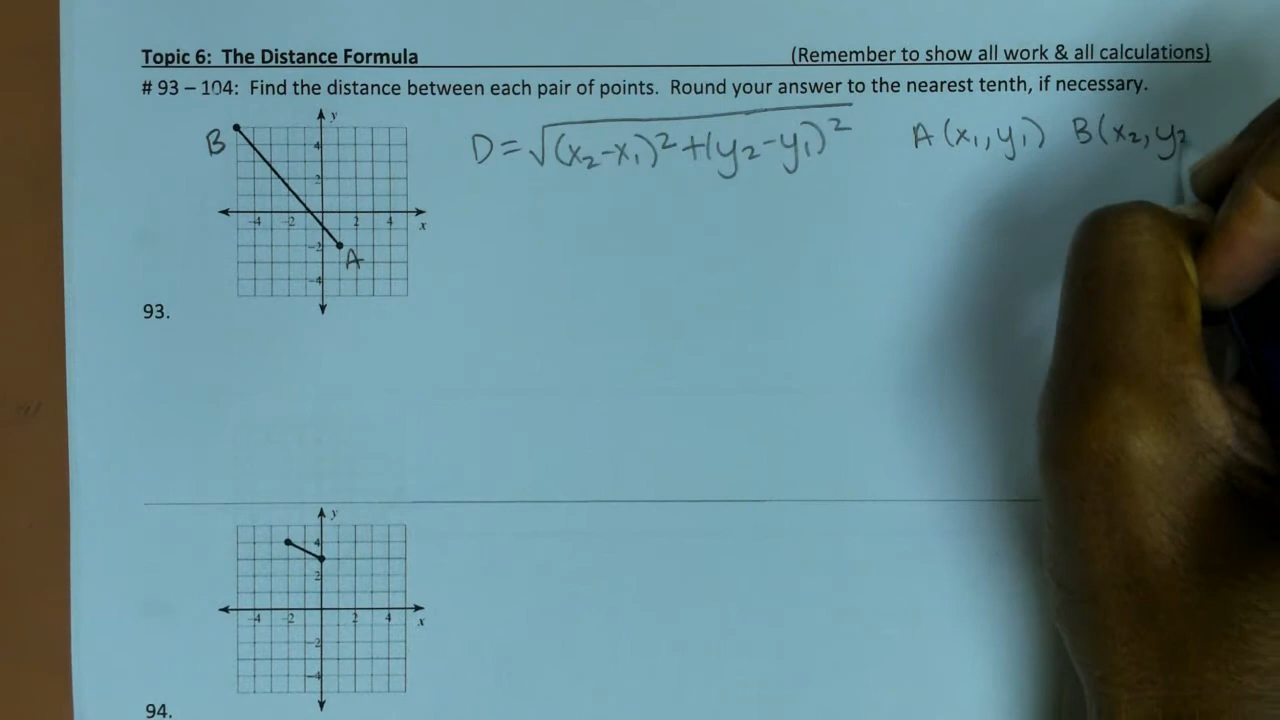 Topic 6: The Distance Formula (Remember to show all work & all calculations)
# 93 – 104: Find the distance between each pair of points. Round your answer to the nearest tenth, if necessary.
B y D = √(x₂-x₁)² + (y₂-y₁)² A (x₁, y₁) B(x₂, y₂
4
2
-4 -2 2 4 x
-2 A
-4
93.
y
4
2
-4 -2 2 4 x
-2
-4
94.